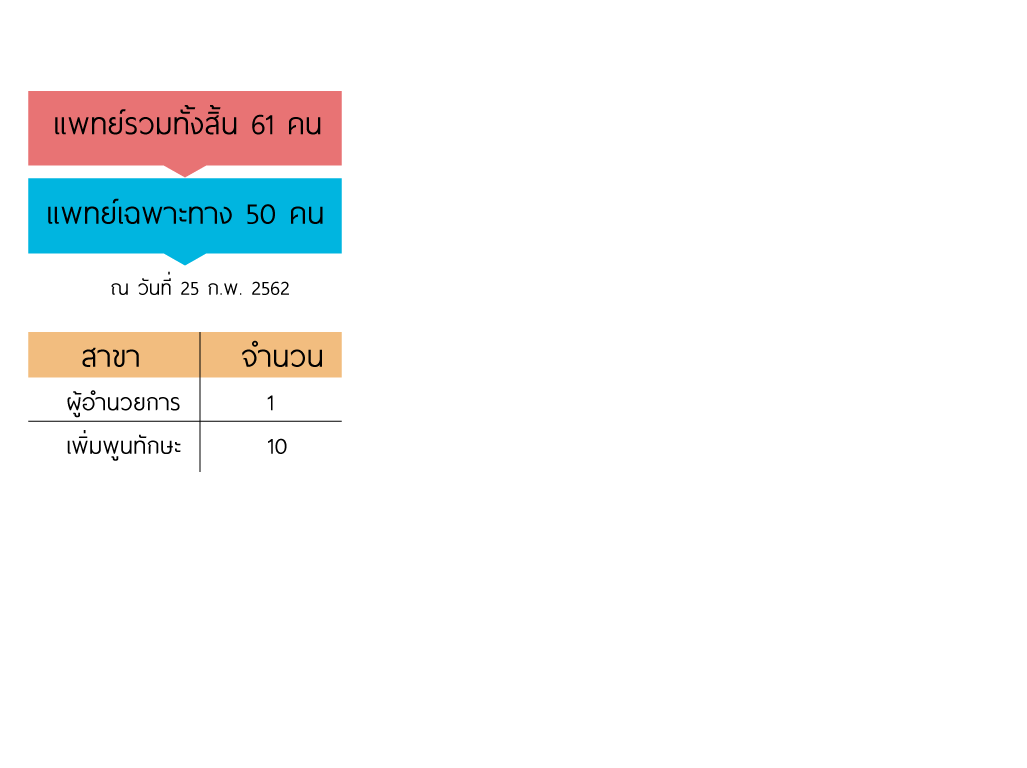 แพทย์รวมทั้งสิ้น 61 คน
แพทย์เฉพาะทาง 50 คน
ณ วันที่ 25 ก.พ. 2562
สาขา จำนวน
ผู้อำนวยการ 1
เพิ่มพูนทักษะ 10